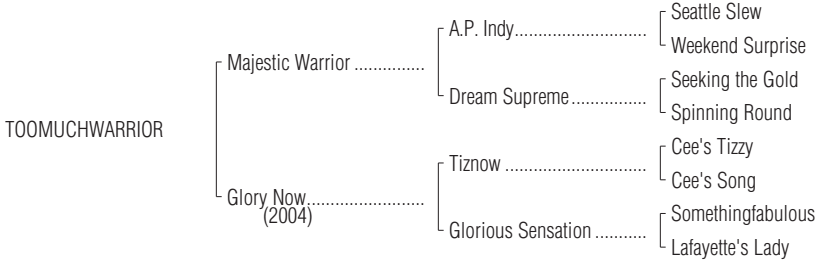 Seattle Slew
A.P. Indy..............................
Weekend Surprise
Majestic Warrior ...............
Seeking the Gold
Dream Supreme.................
Spinning Round
TOOMUCHWARRIOR
Cee's Tizzy
Tiznow ................................
Cee's Song
Glory Now..........................
(2004)
Somethingfabulous
Glorious Sensation ...........
Lafayette's Lady